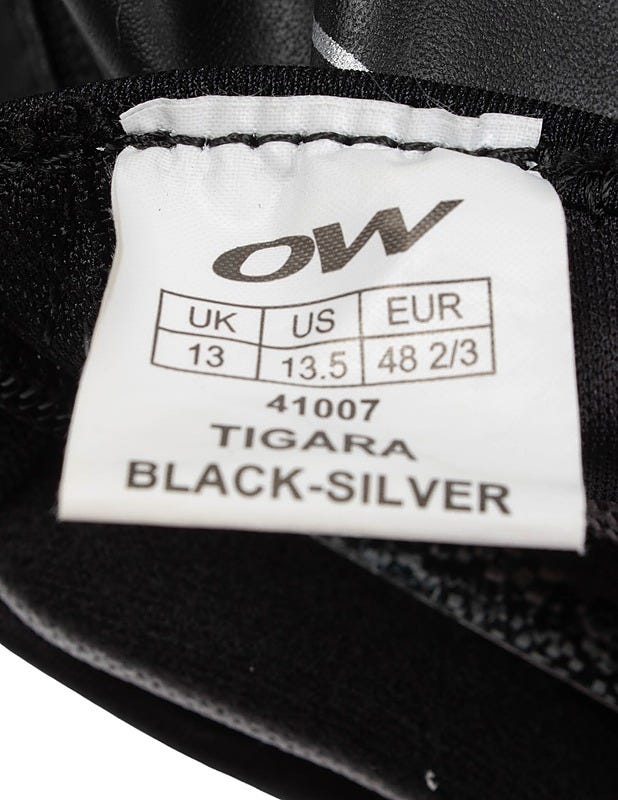 OW
UK US EUR
13 13.5 48 2/3
41007
TIGARA
BLACK-SILVER